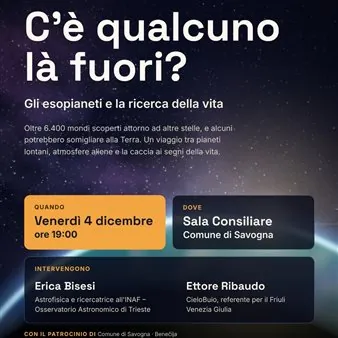 C'è qualcuno
là fuori?
Gli esopianeti e la ricerca della vita
Oltre 6.400 mondi scoperti attorno ad altre stelle, e alcuni
potrebbero somigliare alla Terra. Un viaggio tra pianeti
lontani, atmosfere aliene e la caccia ai segni della vita.
QUANDO
Venerdì 4 dicembre
ore 19:00
DOVE
Sala Consiliare
Comune di Savogna
INTERVENGONO
Erica Bisesi
Astrofisica e ricercatrice all'INAF –
Osservatorio Astronomico di Trieste
Ettore Ribaudo
CieloBuio, referente per il Friuli
Venezia Giulia
CON IL PATROCINIO DI Comune di Savogna · Benečija